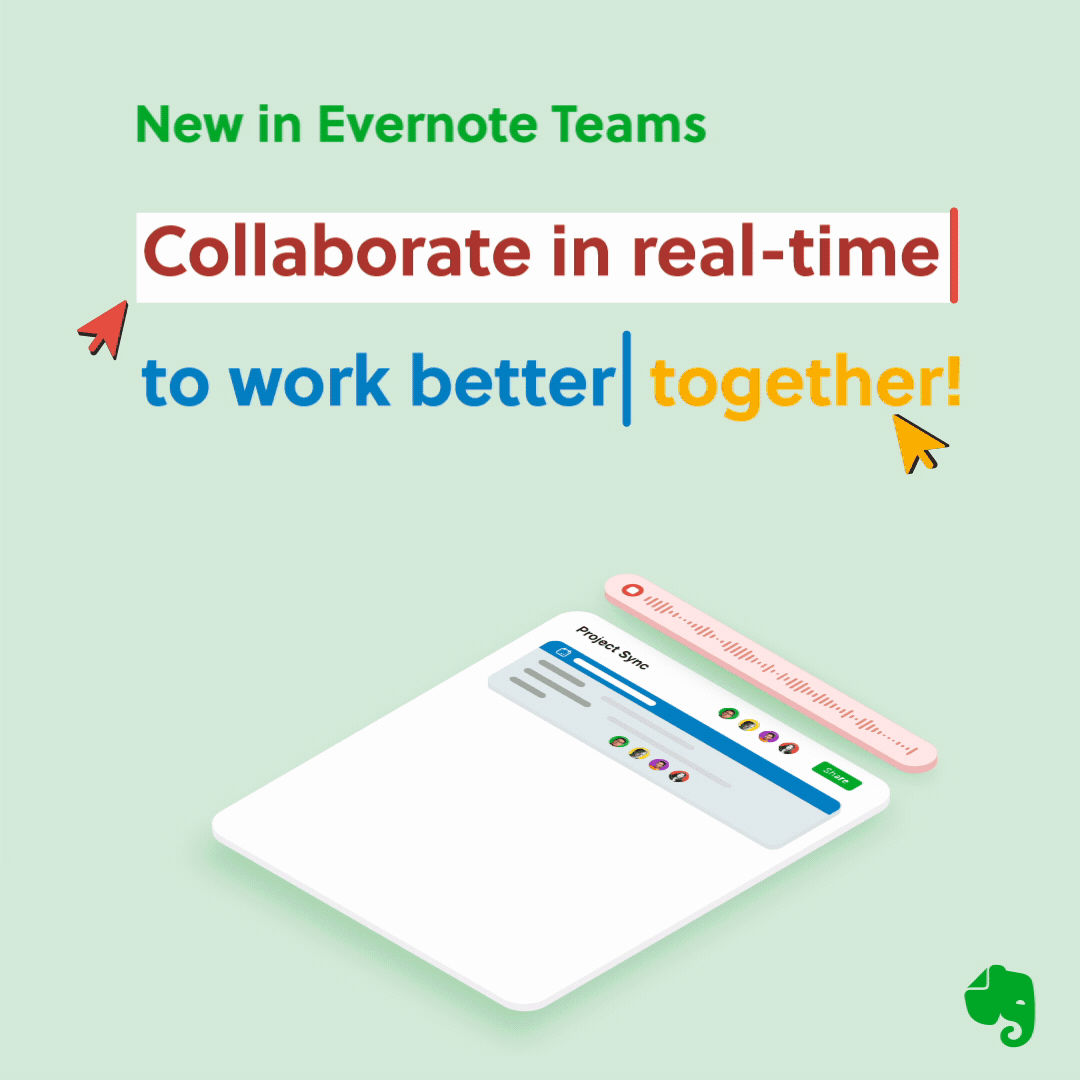 New in Evernote Teams
Collaborate in real-time
to work better together!
Project Sync
Share